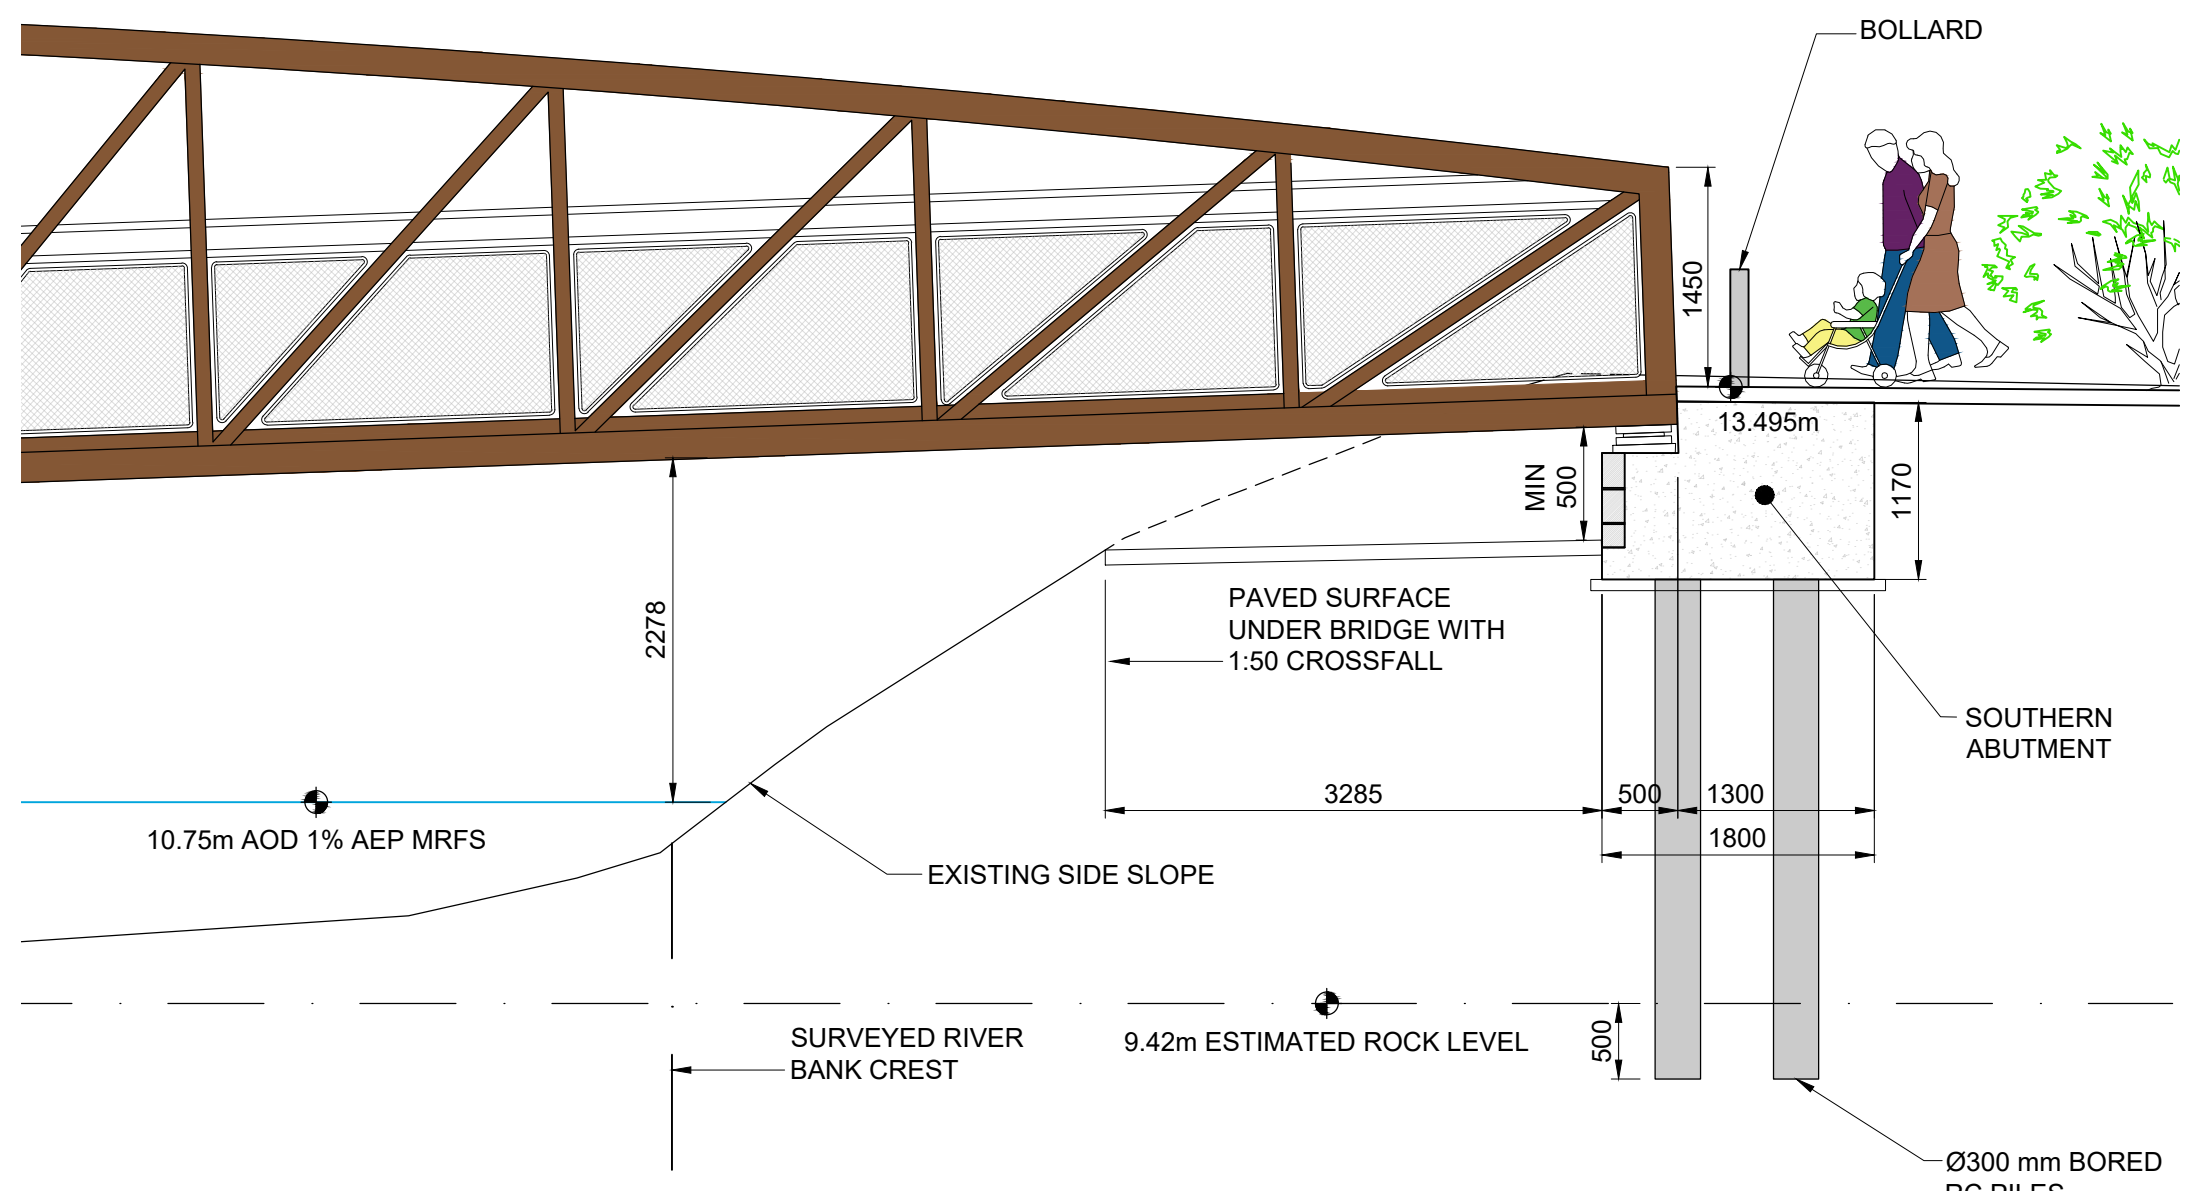 BOLLARD
1450
13.495m
MIN
500
1170
2278
PAVED SURFACE
UNDER BRIDGE WITH
1:50 CROSSFALL
SOUTHERN
ABUTMENT
3285
500
1300
1800
10.75m AOD 1% AEP MRFS
EXISTING SIDE SLOPE
SURVEYED RIVER
BANK CREST
9.42m ESTIMATED ROCK LEVEL
500
Ø300 mm BORED
RC PILES